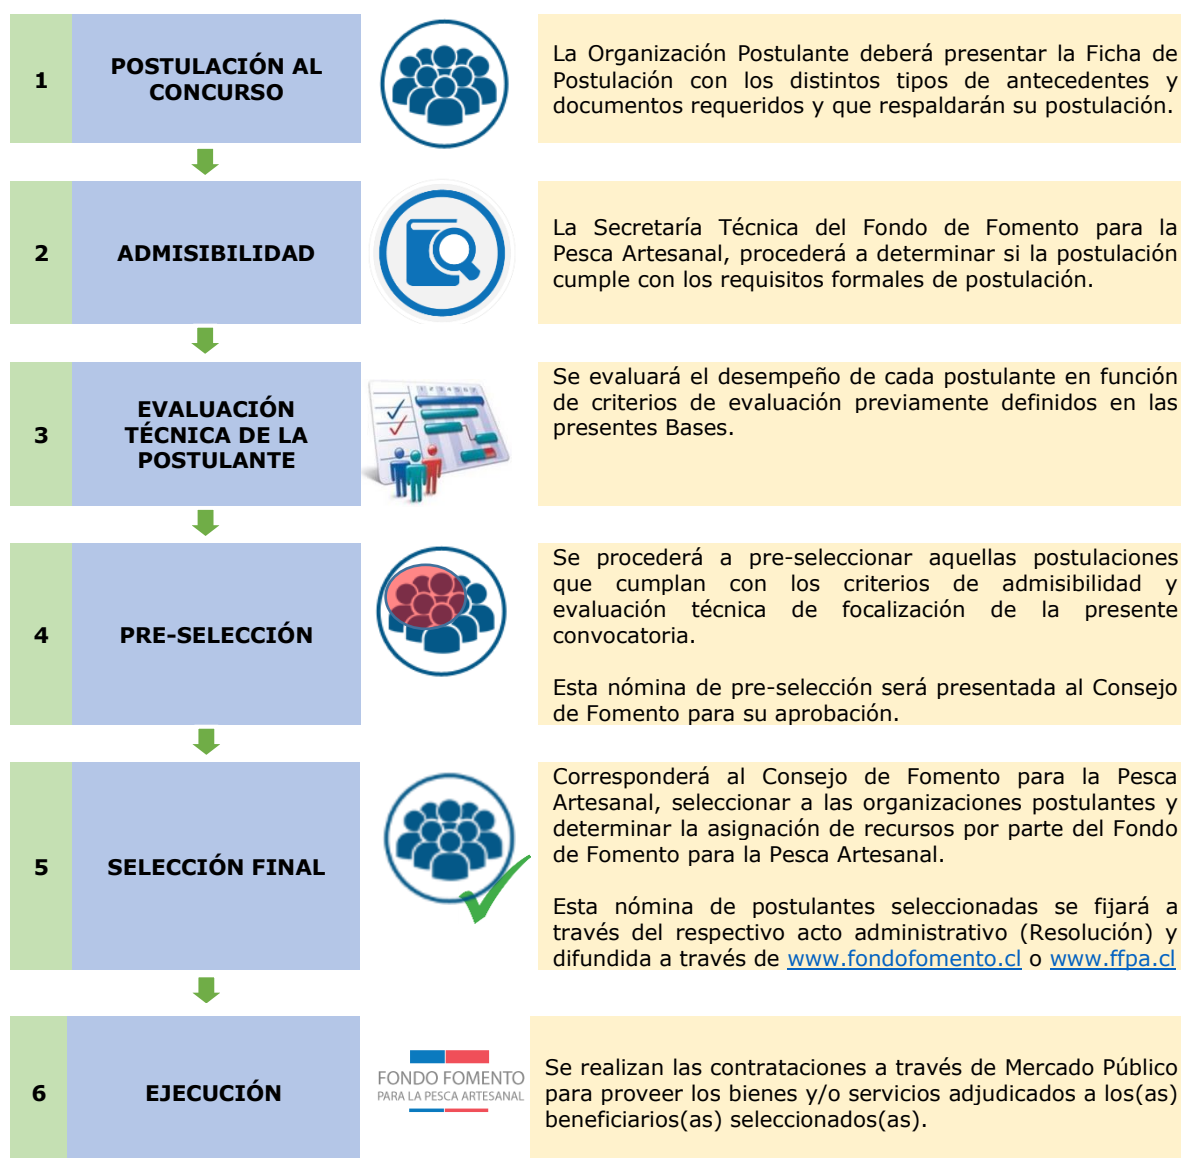 1
POSTULACIÓN AL
CONCURSO
La Organización Postulante deberá presentar la Ficha de
Postulación con los distintos tipos de antecedentes y
documentos requeridos y que respaldarán su postulación.
2
ADMISIBILIDAD
La Secretaría Técnica del Fondo de Fomento para la
Pesca Artesanal, procederá a determinar si la postulación
cumple con los requisitos formales de postulación.
3
EVALUACIÓN
TÉCNICA DE LA
POSTULANTE
Se evaluará el desempeño de cada postulante en función
de criterios de evaluación previamente definidos en las
presentes Bases.
4
PRE-SELECCIÓN
Se procederá a pre-seleccionar aquellas postulaciones
que cumplan con los criterios de admisibilidad y
evaluación técnica de focalización de la presente
convocatoria.
Esta nómina de pre-selección será presentada al Consejo
de Fomento para su aprobación.
5
SELECCIÓN FINAL
Corresponderá al Consejo de Fomento para la Pesca
Artesanal, seleccionar a las organizaciones postulantes y
determinar la asignación de recursos por parte del Fondo
de Fomento para la Pesca Artesanal.
Esta nómina de postulantes seleccionadas se fijará a
través del respectivo acto administrativo (Resolución) y
difundida a través de www.fondofomento.cl o www.ffpa.cl
6
EJECUCIÓN
FONDO FOMENTO
PARA LA PESCA ARTESANAL
Se realizan las contrataciones a través de Mercado Público
para proveer los bienes y/o servicios adjudicados a los(as)
beneficiarios(as) seleccionados(as).